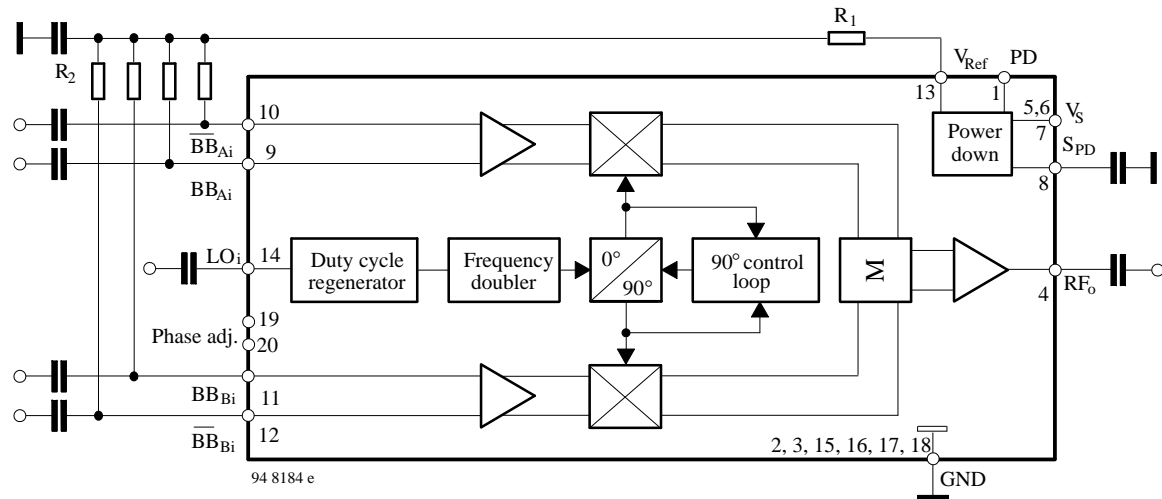 R1
R2
VRef
PD
13
1
5,6
VS
7
Power
down
SPD
8
10
BBAi
9
BBAi
LOi
14
Duty cycle
regenerator
Frequency
doubler
0°
90°
90° control
loop
M
RFo
4
19
Phase adj.
20
BBBi
11
BBBi
12
2, 3, 15, 16, 17, 18
GND
94 8184 e